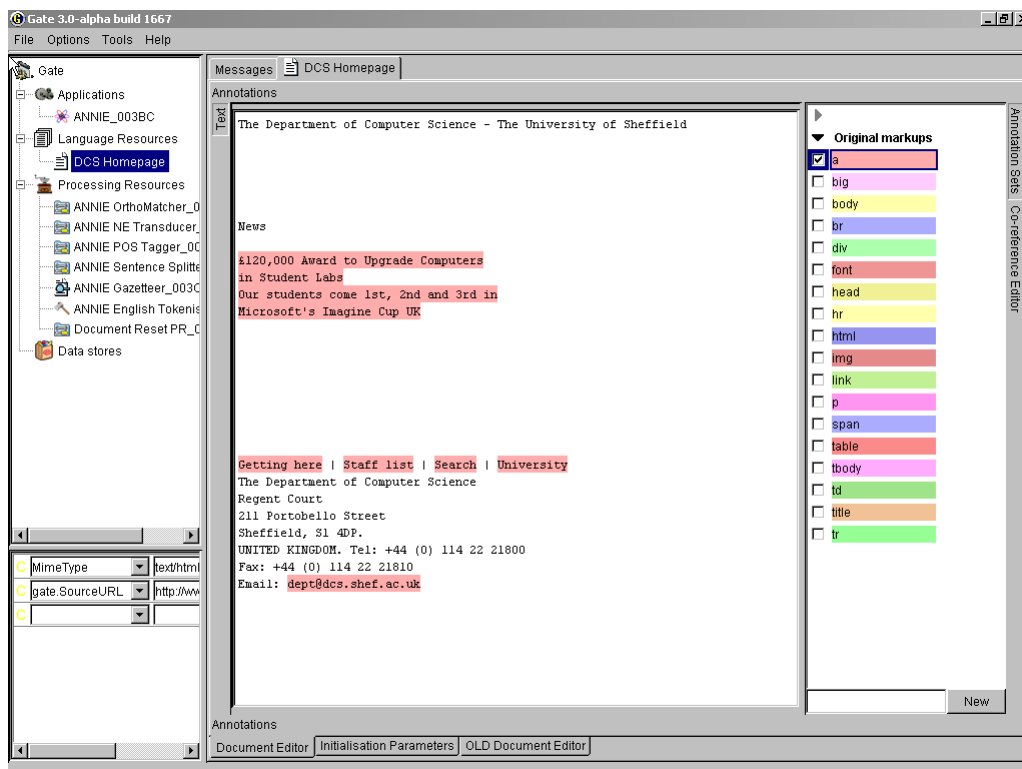 Gate 3.0-alpha build 1667
File Options Tools Help
Gate
Applications
ANNIE_003BC
Language Resources
DCS Homepage
Processing Resources
ANNIE OrthoMatcher_0
ANNIE NE Transducer_
ANNIE POS Tagger_00
ANNIE Sentence Splitte
ANNIE Gazetteer_003C
ANNIE English Tokenis
Document Reset PR_0
Data stores
C MimeType text/html
C gate.SourceURL http://ww
C
Messages DCS Homepage
Annotations
Text
The Department of Computer Science - The University of Sheffield
News
£120,000 Award to Upgrade Computers
in Student Labs
Our students come 1st, 2nd and 3rd in
Microsoft's Imagine Cup UK
Getting here | Staff list | Search | University
The Department of Computer Science
Regent Court
211 Portobello Street
Sheffield, S1 4DP.
UNITED KINGDOM. Tel: +44 (0) 114 22 21800
Fax: +44 (0) 114 22 21810
Email: dept@dcs.shef.ac.uk
Original markups
a
big
body
br
div
font
head
hr
html
img
link
p
span
table
tbody
td
title
tr
New
Annotation Sets
Co-reference Editor
Annotations
Document Editor Initialisation Parameters OLD Document Editor